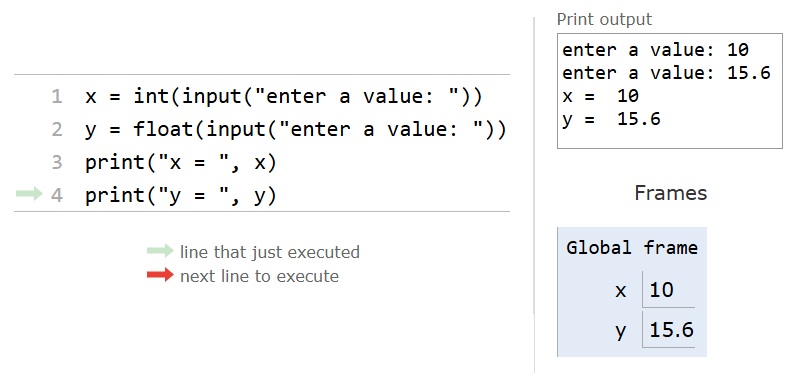 1 x = int(input("enter a value: "))
2 y = float(input("enter a value: "))
3 print("x = ", x)
4 print("y = ", y)
line that just executed
next line to execute
Print output
enter a value: 10
enter a value: 15.6
x =  10
y =  15.6
Frames
Global frame
x 10
y 15.6